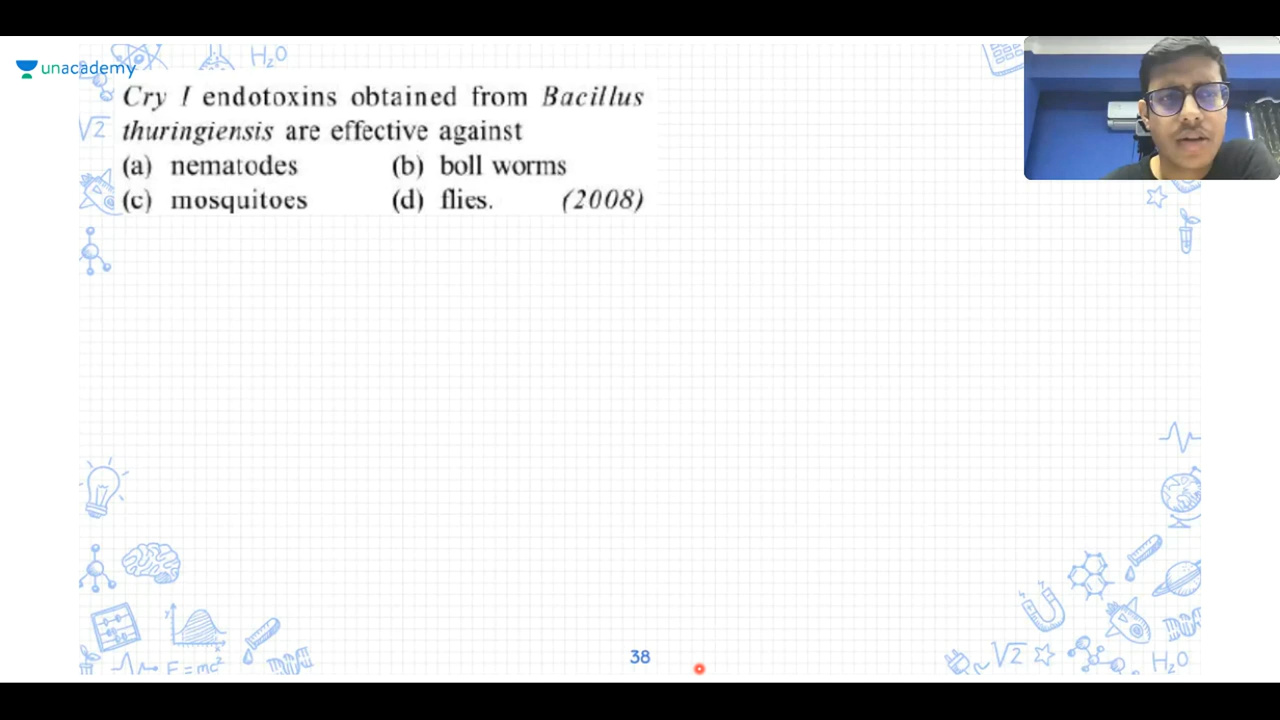 H₂O
unacademy
Cry I endotoxins obtained from Bacillus
√2 thuringiensis are effective against
(a) nematodes (b) boll worms
(c) mosquitoes (d) flies. (2008)
38
F = mc²
√2
H₂O